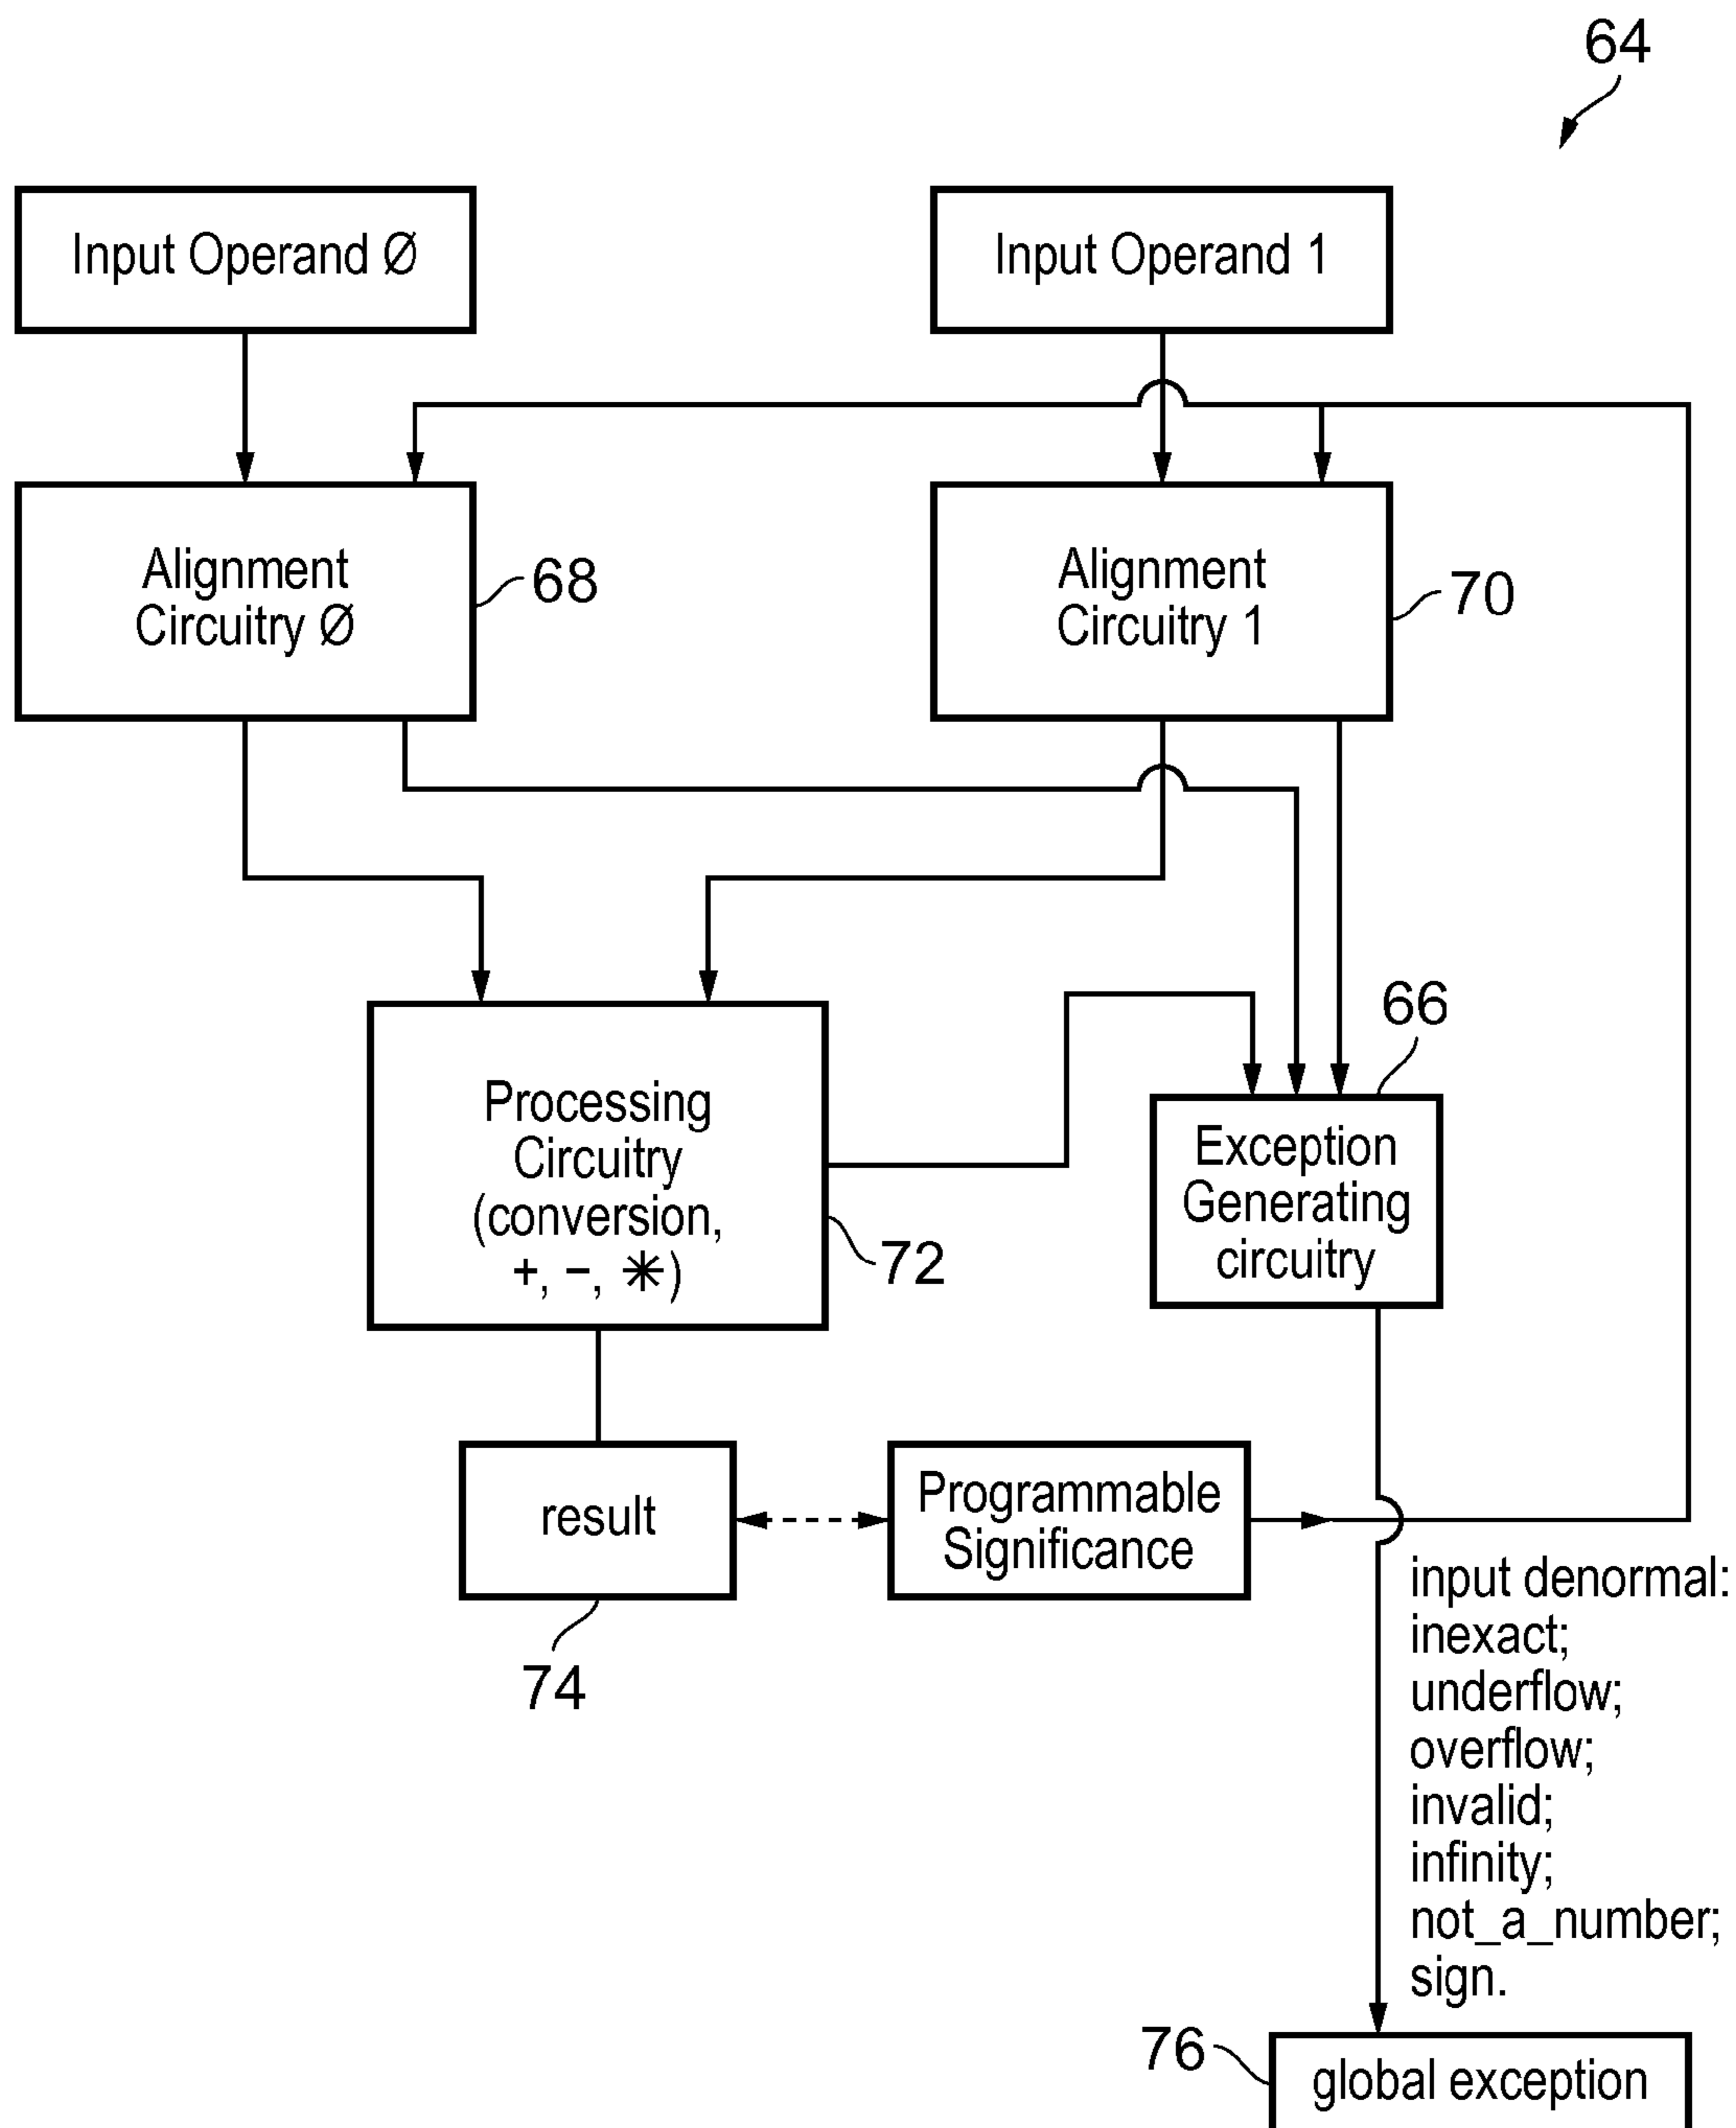 64
Input Operand Ø
Input Operand 1
Alignment
Circuitry Ø
68
Alignment
Circuitry 1
70
Processing
Circuitry
(conversion,
+, −, ✳)
72
66
Exception
Generating
circuitry
result
74
Programmable
Significance
input denormal:
inexact;
underflow;
overflow;
invalid;
infinity;
not_a_number;
sign.
76
global exception